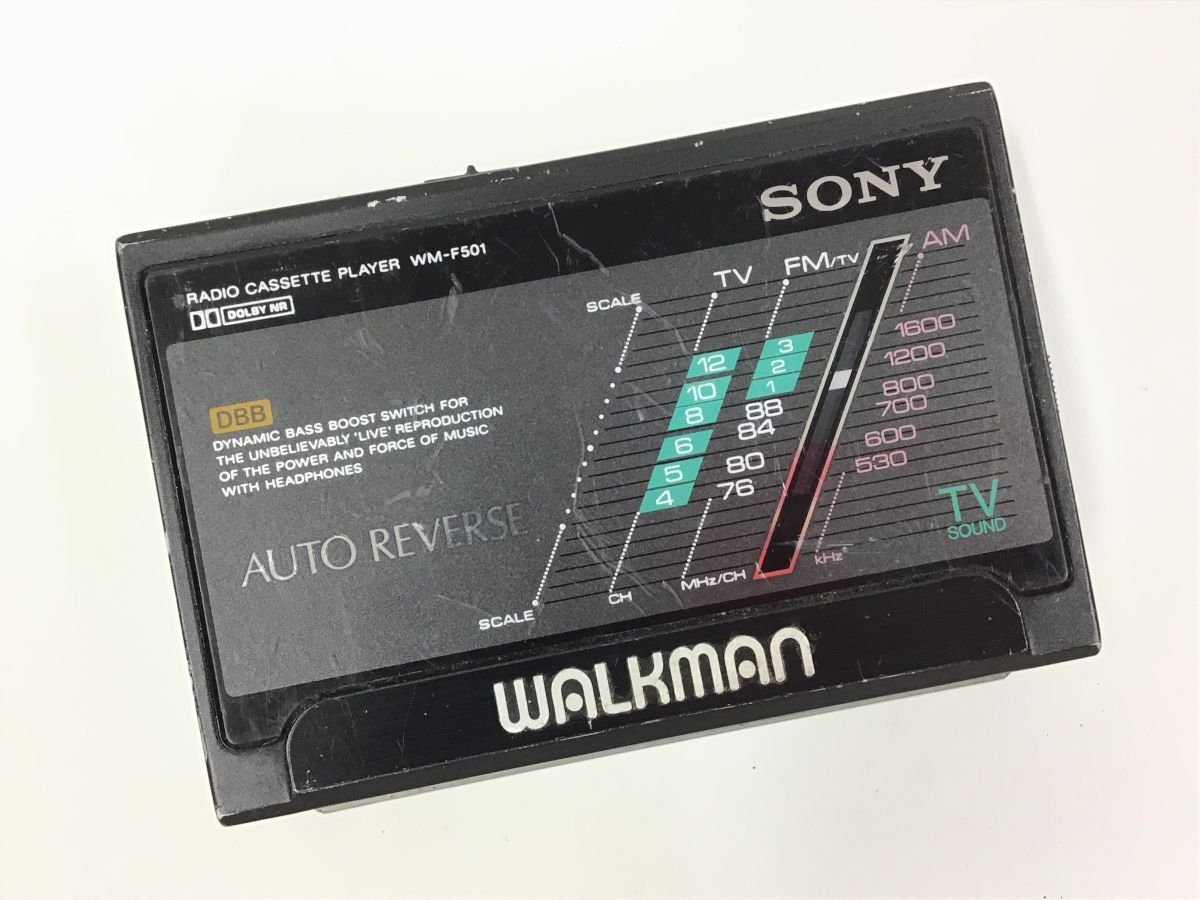 SONY
RADIO CASSETTE PLAYER WM-F501
DOLBY NR
DBB
DYNAMIC BASS BOOST SWITCH FOR
THE UNBELIEVABLY 'LIVE' REPRODUCTION
OF THE POWER AND FORCE OF MUSIC
WITH HEADPHONES
AUTO REVERSE
SCALE
TV
FM/TV
AM
12
10
8
6
5
4
3
2
1
88
84
80
76
1600
1200
800
700
600
530
SCALE
CH
MHz/CH
kHz
TV
SOUND
WALKMAN